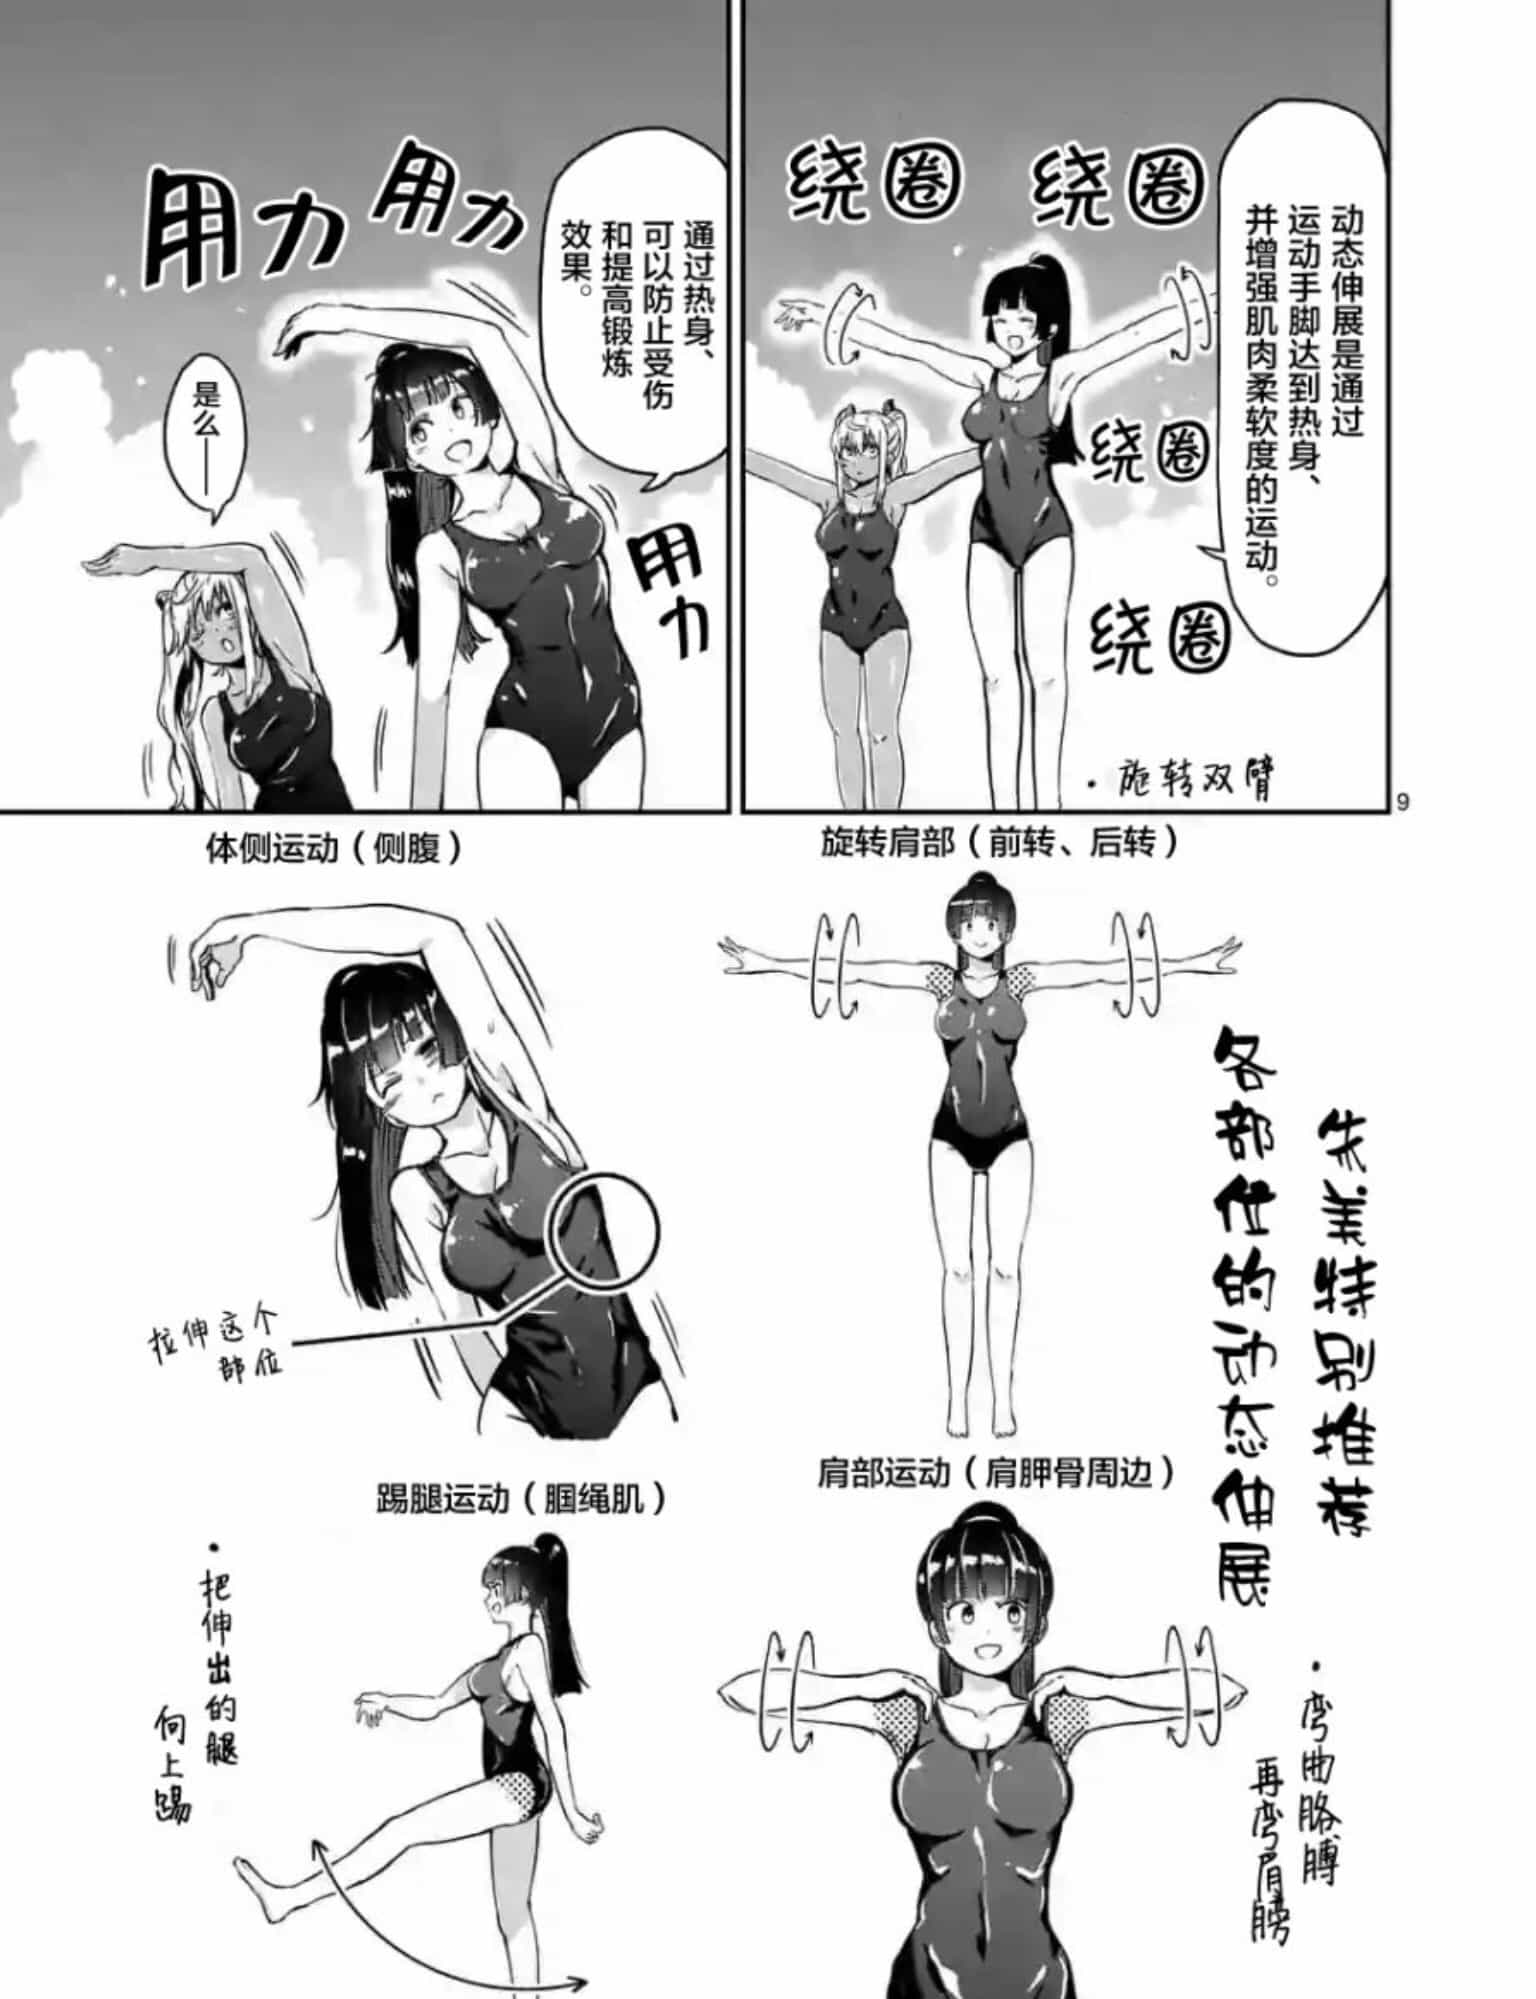 动态伸展是通过
运动手脚达到热身、
并增强肌肉柔软度的运动。
绕圈
绕圈
绕圈
绕圈
·旋转双臂
9
通过热身、
可以防止受伤
和提高锻炼
效果。
用力
用力
用力
是么——
朱美特别推荐
各部位的动态伸展
旋转肩部（前转、后转）
体侧运动（侧腹）
拉伸这个
部位
肩部运动（肩胛骨周边）
·弯曲胳膊
再弯肩膀
踢腿运动（腘绳肌）
·把伸出的腿
向上踢